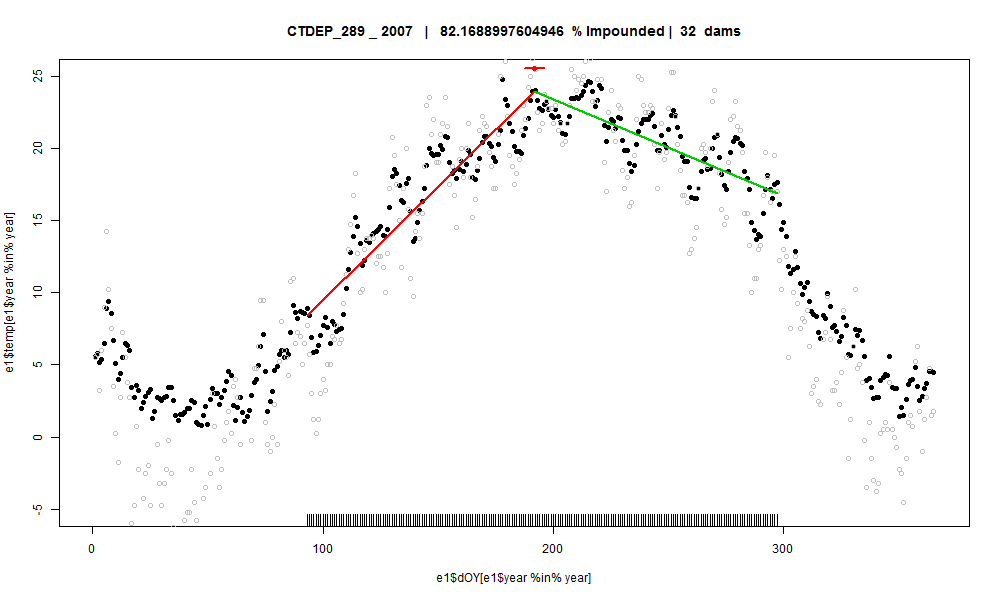 CTDEP_289 _ 2007 | 82.1688997604946 % Impounded | 32 dams
e1$temp[e1$year %in% year]
25
20
15
10
5
0
-5
0 100 200 300
e1$dOY[e1$year %in% year]